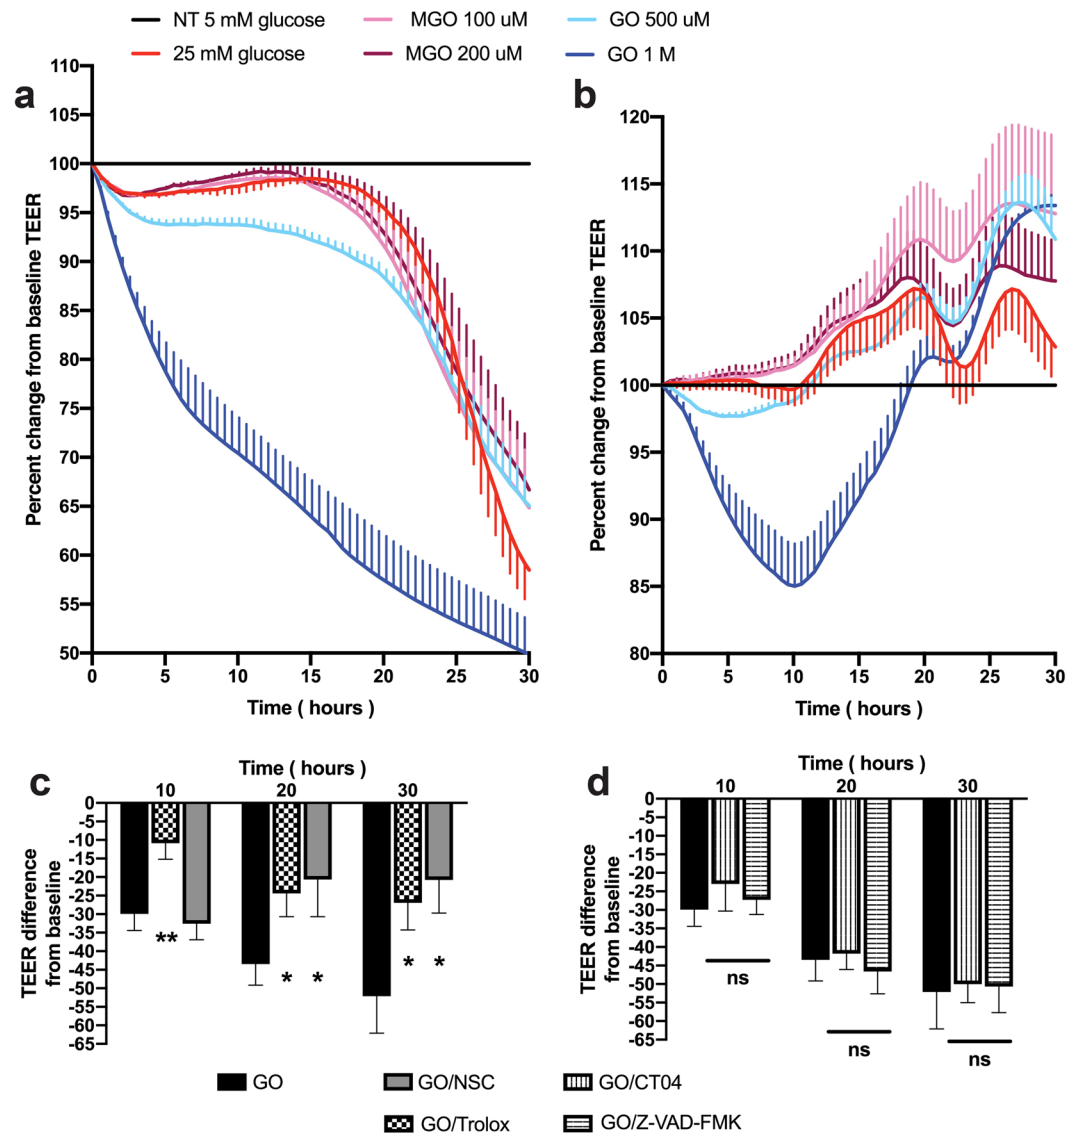 NT 5 mM glucose MGO 100 uM GO 500 uM
25 mM glucose MGO 200 uM GO 1 M
a
110
105
100
95
90
85
80
75
70
65
60
55
50
Percent change from baseline TEER
0 5 10 15 20 25 30
Time ( hours )
b
120
115
110
105
100
95
90
85
80
Percent change from baseline TEER
0 5 10 15 20 25 30
Time ( hours )
c
Time ( hours )
10 20 30
0
-5
-10
-15
-20
-25
-30
-35
-40
-45
-50
-55
-60
-65
TEER difference
from baseline
** * * * *
d
Time ( hours )
10 20 30
0
-5
-10
-15
-20
-25
-30
-35
-40
-45
-50
-55
-60
-65
TEER difference
from baseline
ns
ns
ns
GO GO/NSC GO/CT04
GO/Trolox GO/Z-VAD-FMK